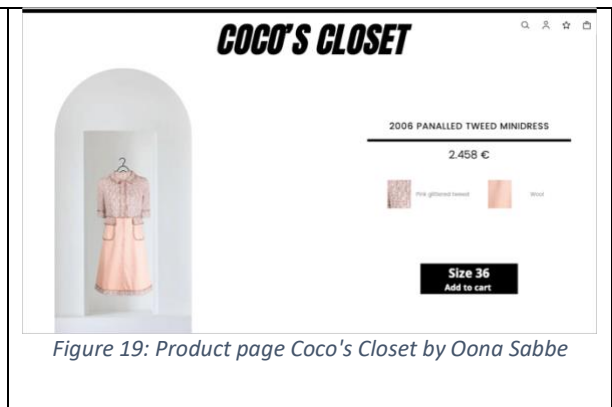 COCO'S CLOSET
2006 PANALLED TWEED MINIDRESS
2.458 €
Pink glittered tweed
Wool
Size 36
Add to cart
Figure 19: Product page Coco's Closet by Oona Sabbe